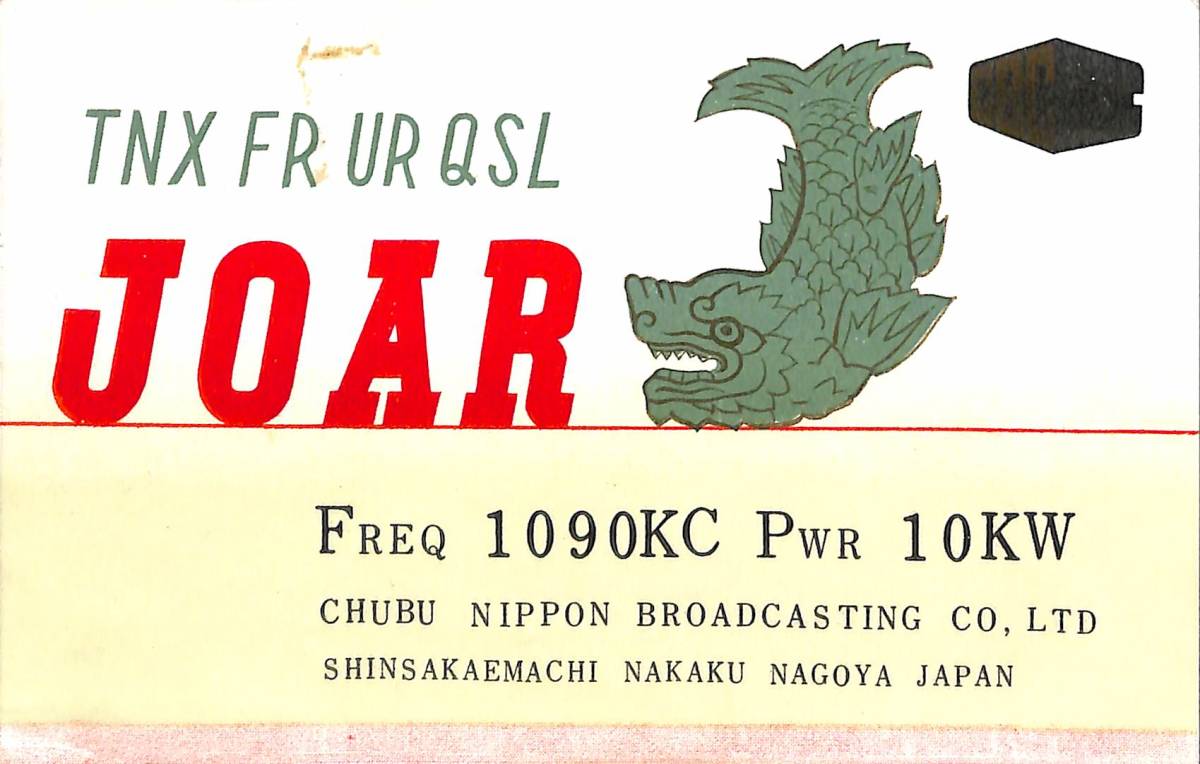 TNX FR UR QSL
JOAR
FREQ 1090KC PWR 10KW
CHUBU NIPPON BROADCASTING CO, LTD
SHINSAKAEMACHI NAKAKU NAGOYA JAPAN